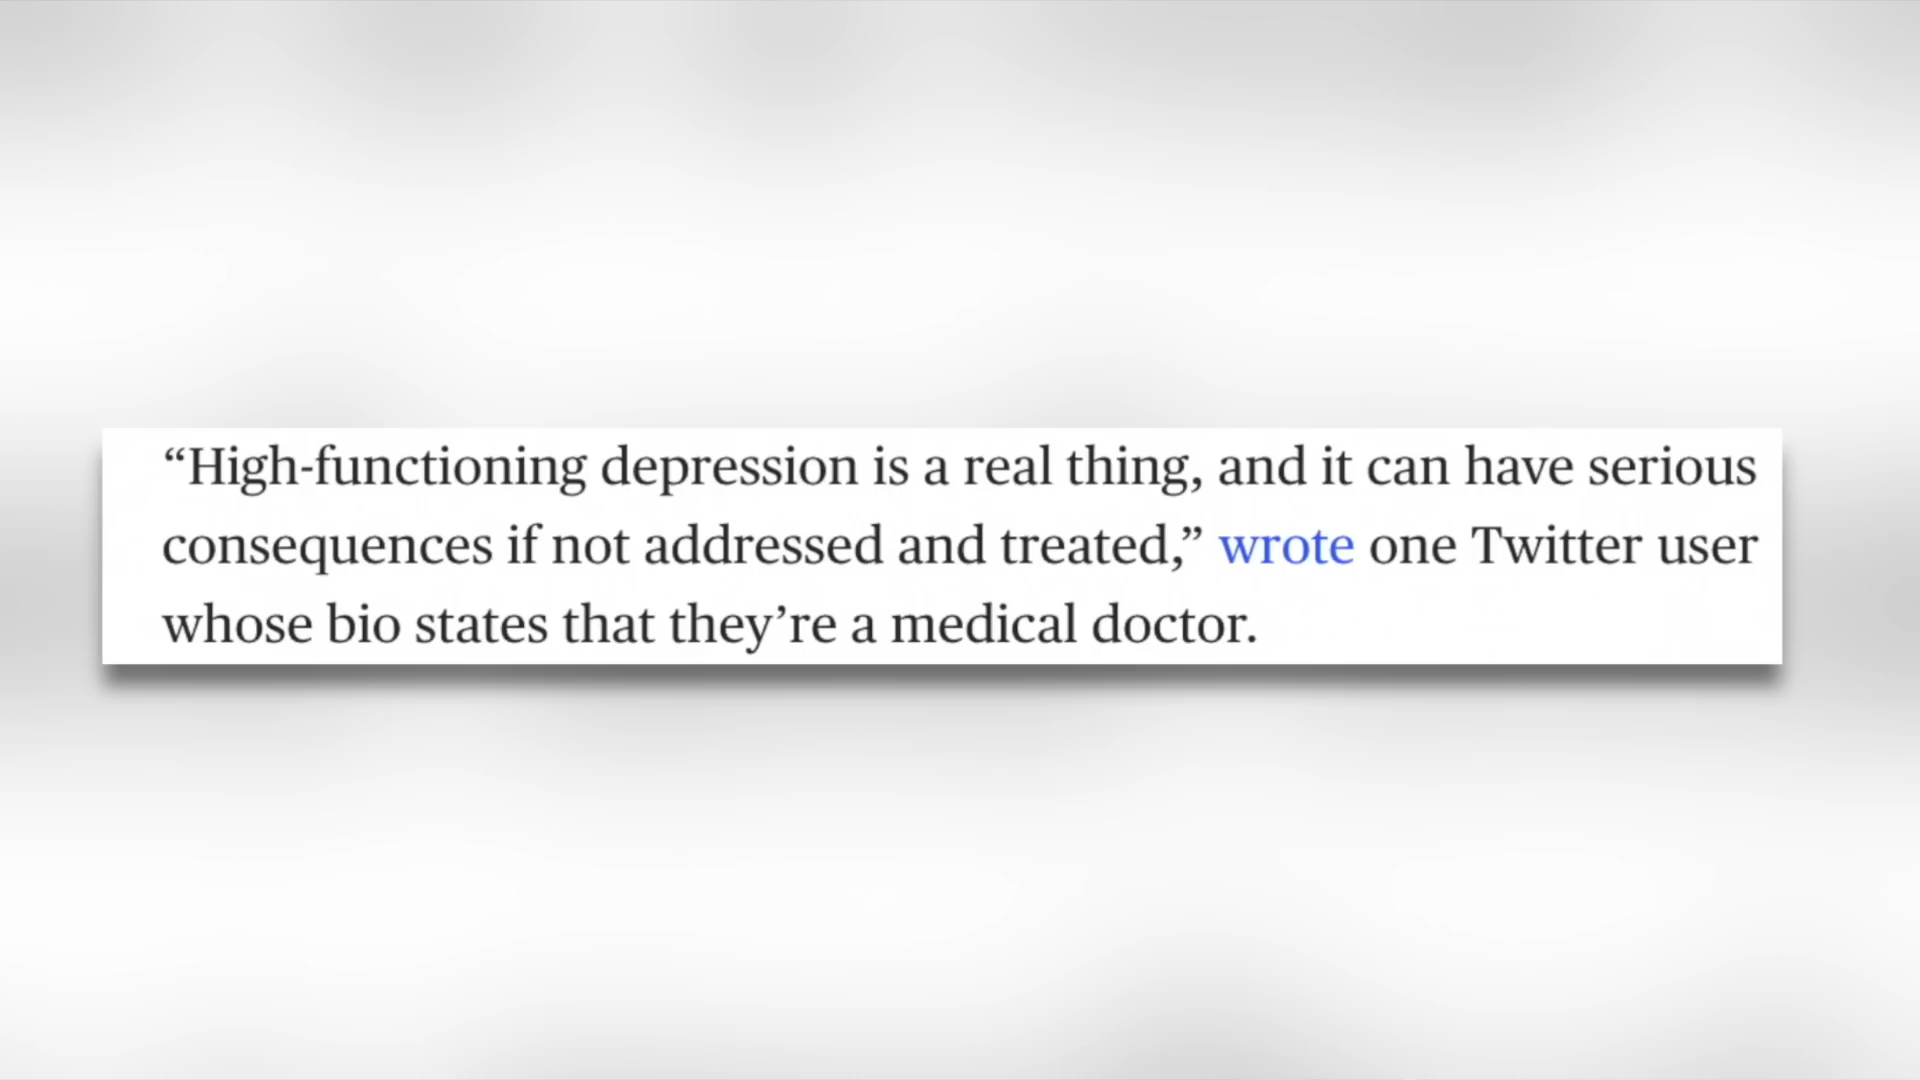 “High-functioning depression is a real thing, and it can have serious
consequences if not addressed and treated,” wrote one Twitter user
whose bio states that they’re a medical doctor.